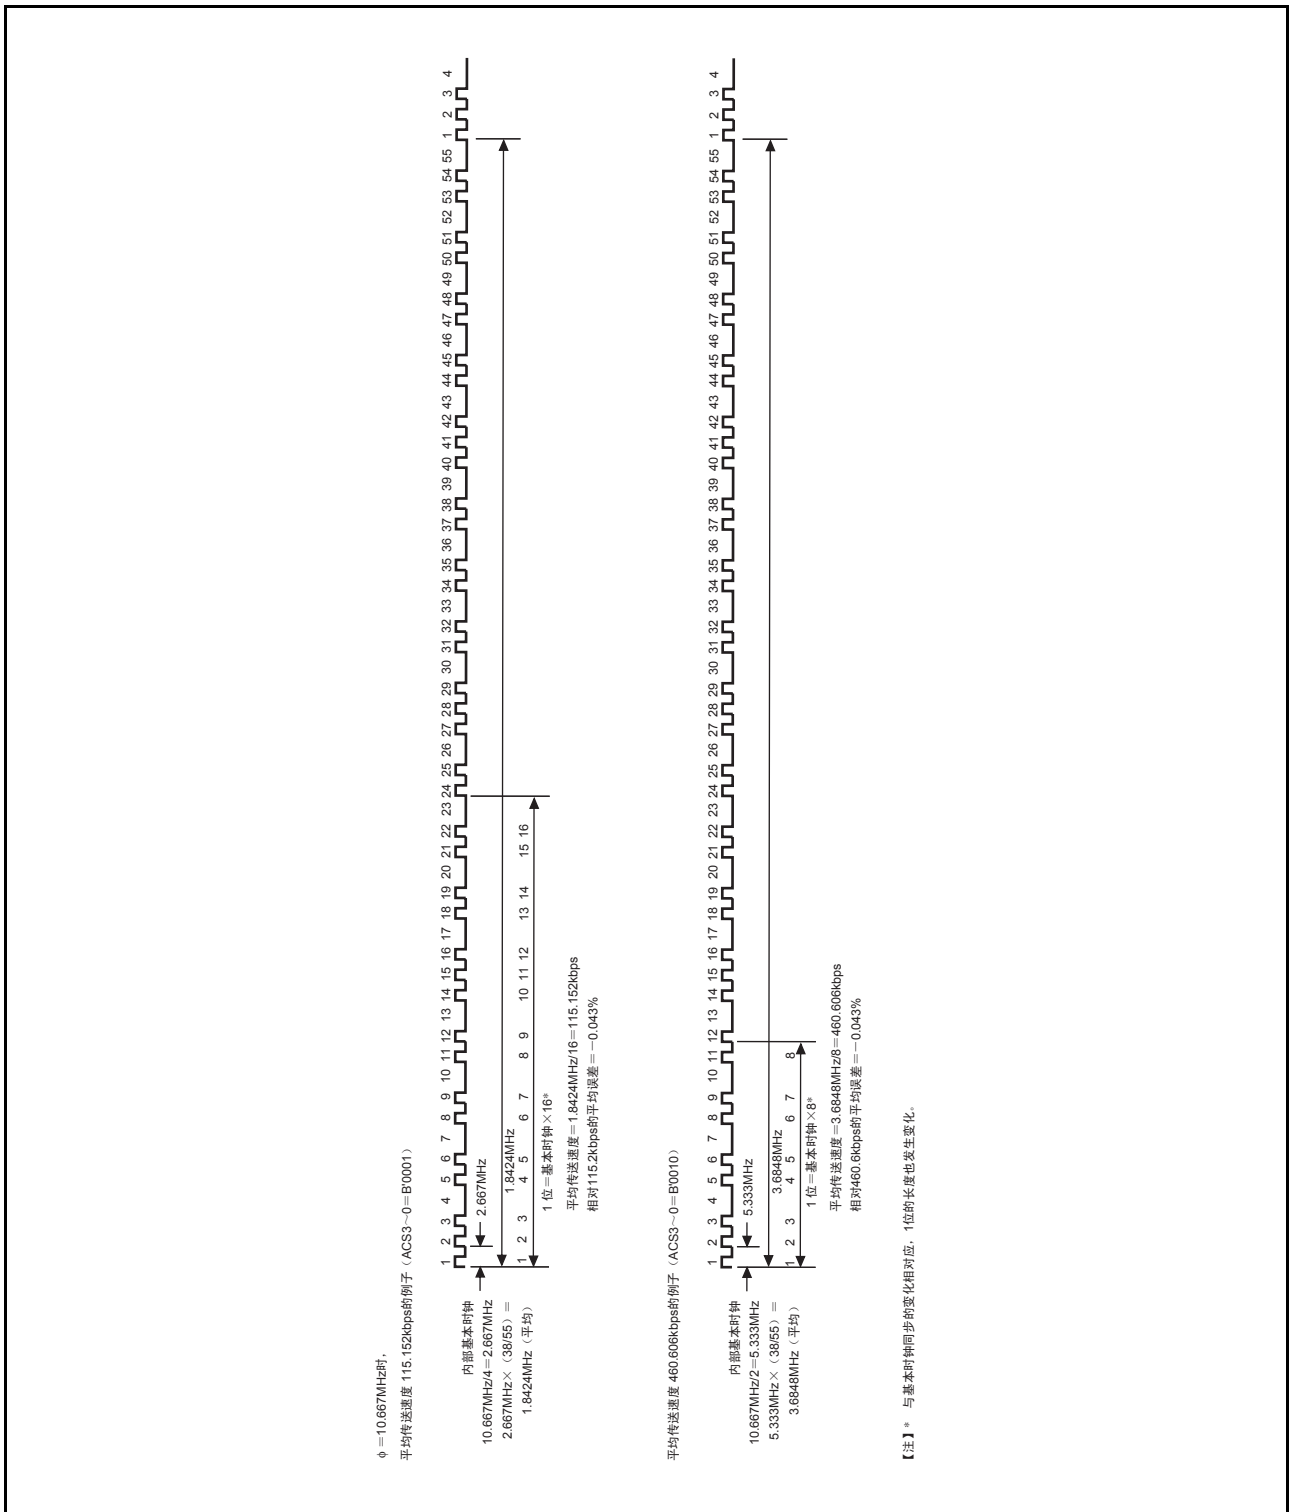 φ＝10.667MHz时，
平均传送速度 115.152kbps的例子（ACS3～0＝B'0001）
1 2 3 4 5 6 7 8 9 10 11 12 13 14 15 16 17 18 19 20 21 22 23 24 25 26 27 28 29 30 31 32 33 34 35 36 37 38 39 40 41 42 43 44 45 46 47 48 49 50 51 52 53 54 55 1 2 3 4
内部基本时钟
10.667MHz/4＝2.667MHz
2.667MHz×（38/55）＝
1.8424MHz（平均）
2.667MHz
1.8424MHz
1 2 3 4 5 6 7 8 9 10 11 12 13 14 15 16
1 位＝基本时钟×16*
平均传送速度＝1.8424MHz/16＝115.152kbps
相对115.2kbps的平均误差＝－0.043%
平均传送速度 460.606kbps的例子（ACS3～0＝B'0010）
1 2 3 4 5 6 7 8 9 10 11 12 13 14 15 16 17 18 19 20 21 22 23 24 25 26 27 28 29 30 31 32 33 34 35 36 37 38 39 40 41 42 43 44 45 46 47 48 49 50 51 52 53 54 55 1 2 3 4
内部基本时钟
10.667MHz/2＝5.333MHz
5.333MHz×（38/55）＝
3.6848MHz（平均）
5.333MHz
3.6848MHz
1 2 3 4 5 6 7 8
1 位＝基本时钟×8*
平均传送速度＝3.6848MHz/8＝460.606kbps
相对460.6kbps的平均误差＝－0.043%
【注】* 与基本时钟同步的变化相对应，1位的长度也发生变化。